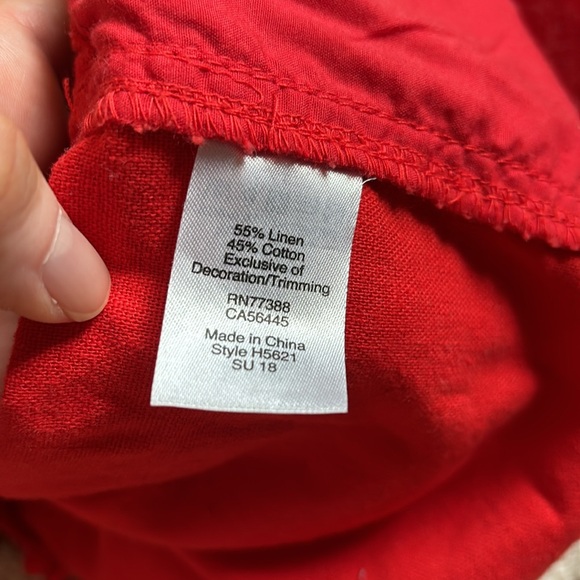 55% Linen
45% Cotton
Exclusive of
Decoration/Trimming
RN77388
CA56445
Made in China
Style H5621
SU 18